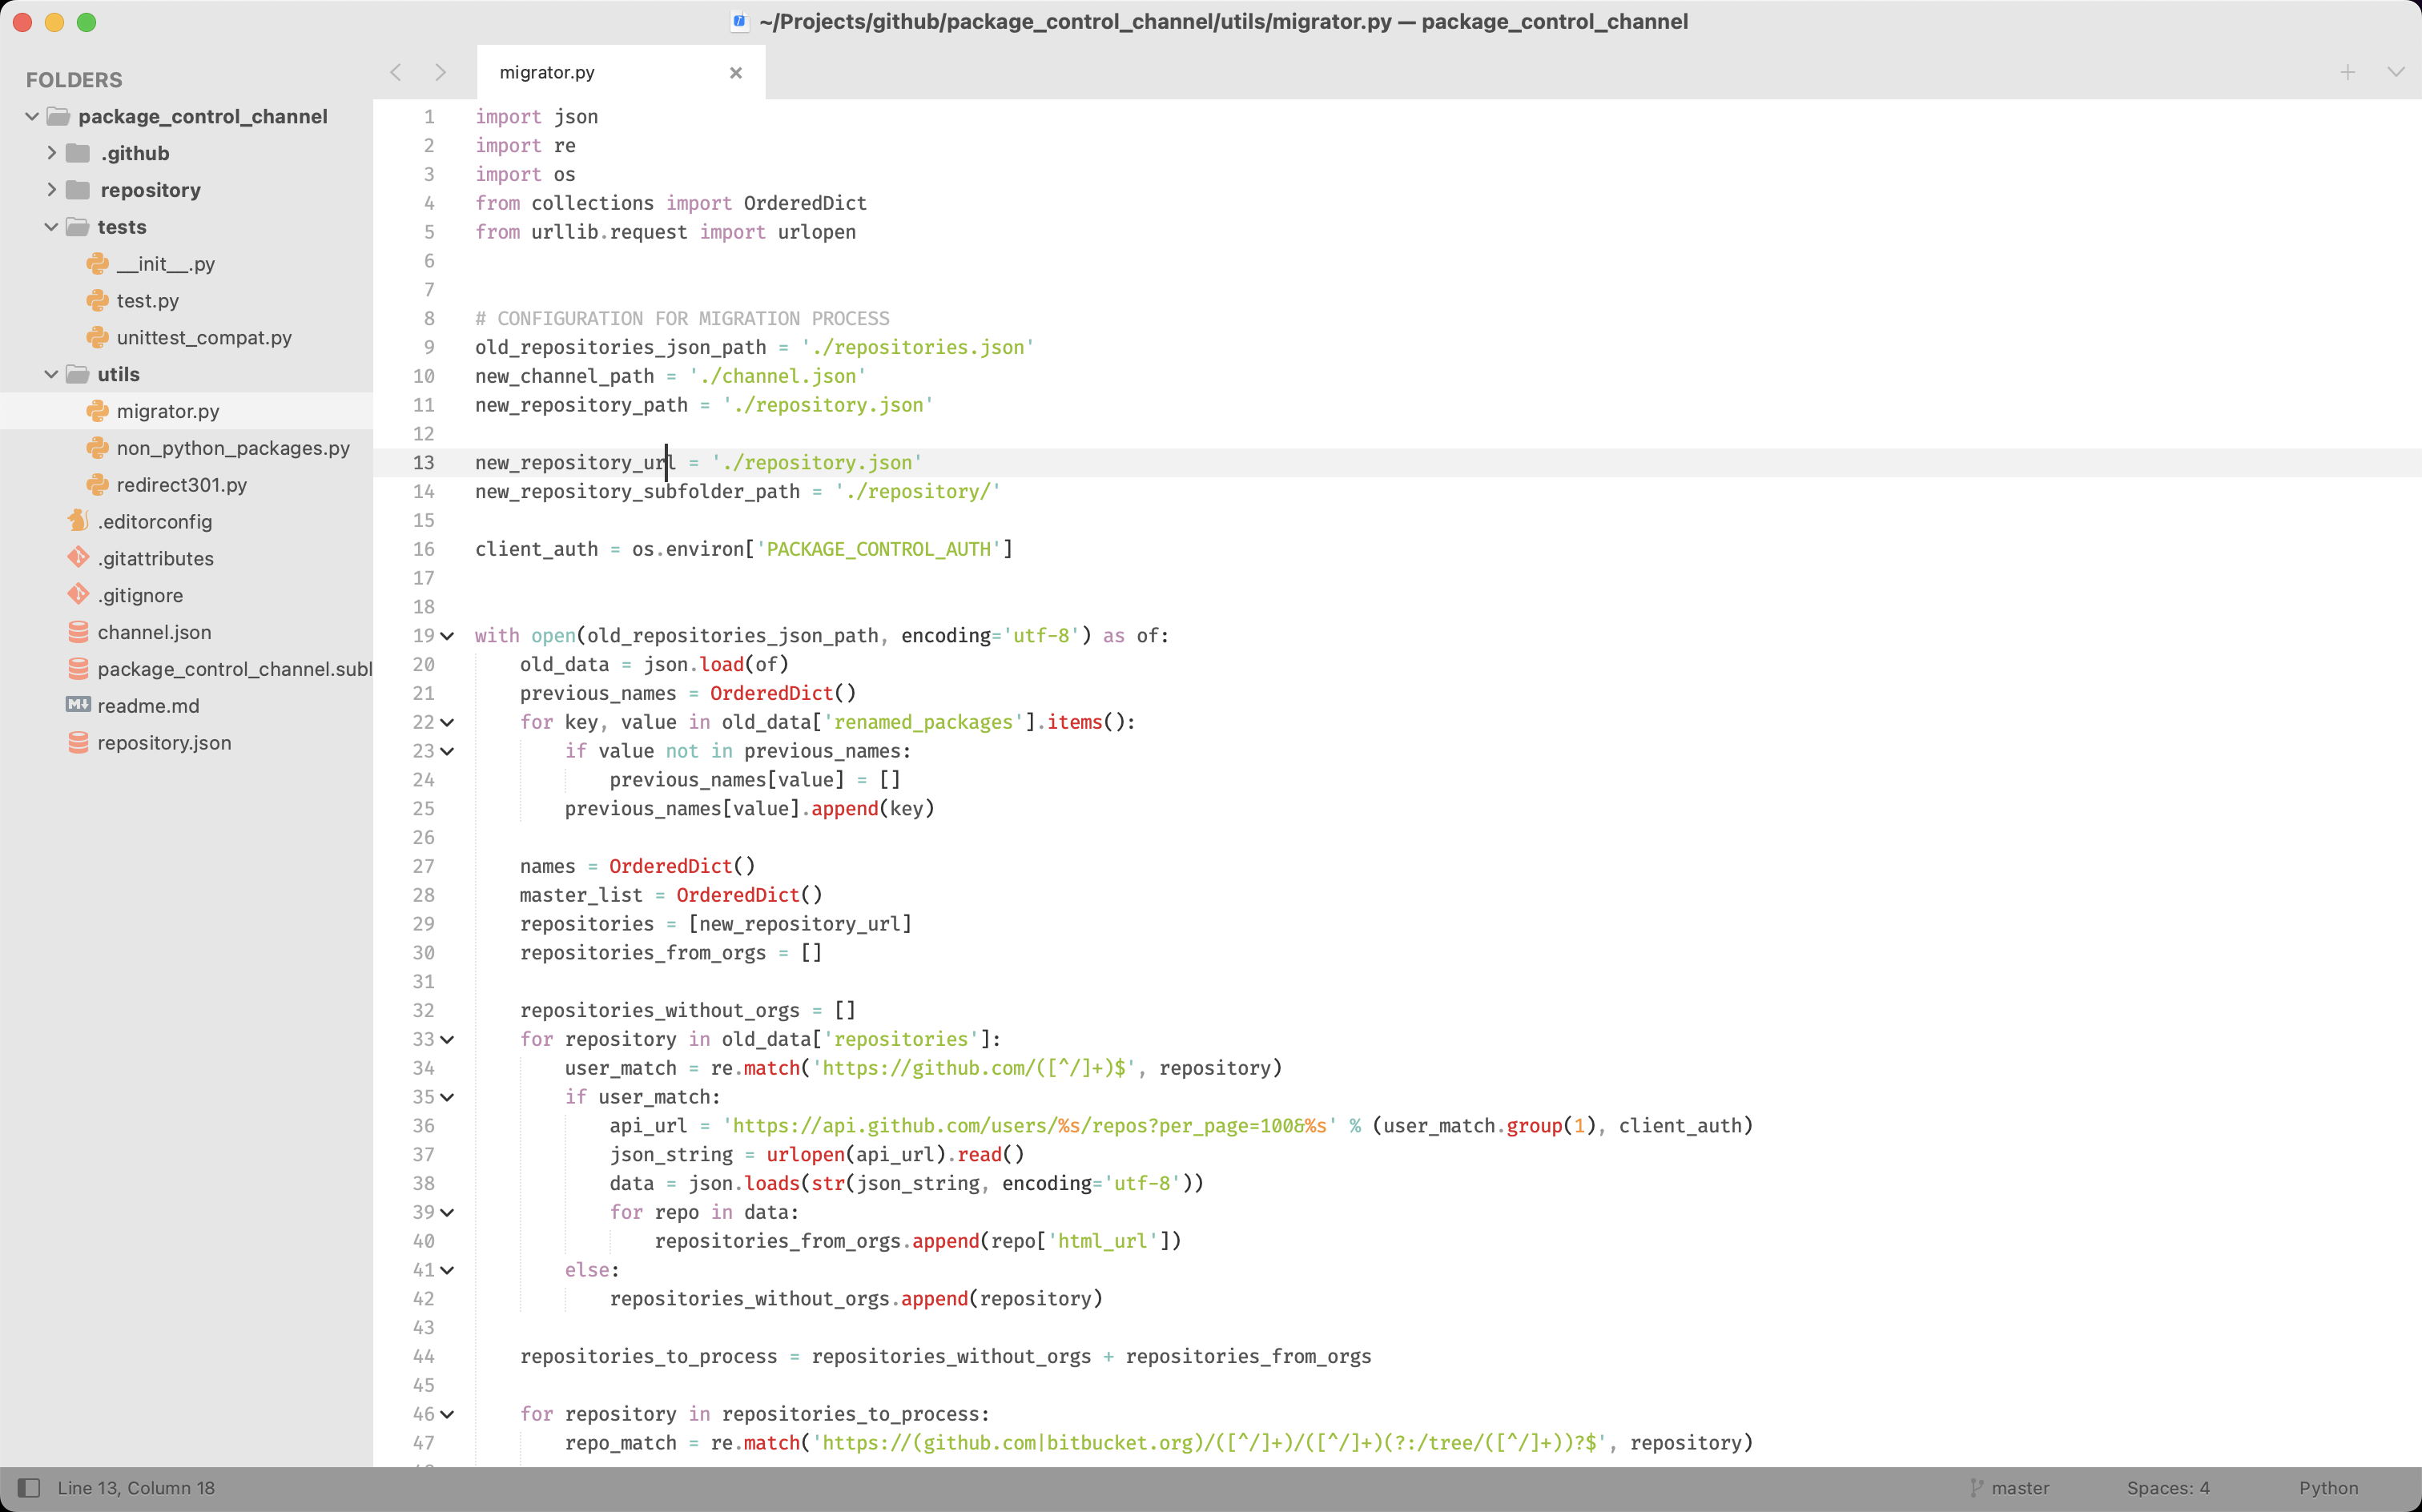 ~/Projects/github/package_control_channel/utils/migrator.py — package_control_channel
FOLDERS
package_control_channel
.github
repository
tests
__init__.py
test.py
unittest_compat.py
utils
migrator.py
non_python_packages.py
redirect301.py
.editorconfig
.gitattributes
.gitignore
channel.json
package_control_channel.subl
M↓ readme.md
repository.json
migrator.py
1 import json
2 import re
3 import os
4 from collections import OrderedDict
5 from urllib.request import urlopen
6
7
8 # CONFIGURATION FOR MIGRATION PROCESS
9 old_repositories_json_path = './repositories.json'
10 new_channel_path = './channel.json'
11 new_repository_path = './repository.json'
12
13 new_repository_url = './repository.json'
14 new_repository_subfolder_path = './repository/'
15
16 client_auth = os.environ['PACKAGE_CONTROL_AUTH']
17
18
19 with open(old_repositories_json_path, encoding='utf-8') as of:
20     old_data = json.load(of)
21     previous_names = OrderedDict()
22     for key, value in old_data['renamed_packages'].items():
23         if value not in previous_names:
24             previous_names[value] = []
25         previous_names[value].append(key)
26
27     names = OrderedDict()
28     master_list = OrderedDict()
29     repositories = [new_repository_url]
30     repositories_from_orgs = []
31
32     repositories_without_orgs = []
33     for repository in old_data['repositories']:
34         user_match = re.match('https://github.com/([^/]+)$', repository)
35         if user_match:
36             api_url = 'https://api.github.com/users/%s/repos?per_page=100&%s' % (user_match.group(1), client_auth)
37             json_string = urlopen(api_url).read()
38             data = json.loads(str(json_string, encoding='utf-8'))
39             for repo in data:
40                 repositories_from_orgs.append(repo['html_url'])
41         else:
42             repositories_without_orgs.append(repository)
43
44     repositories_to_process = repositories_without_orgs + repositories_from_orgs
45
46     for repository in repositories_to_process:
47         repo_match = re.match('https://(github.com|bitbucket.org)/([^/]+)/([^/]+)(?:/tree/([^/]+))?$', repository)
Line 13, Column 18
master
Spaces: 4
Python